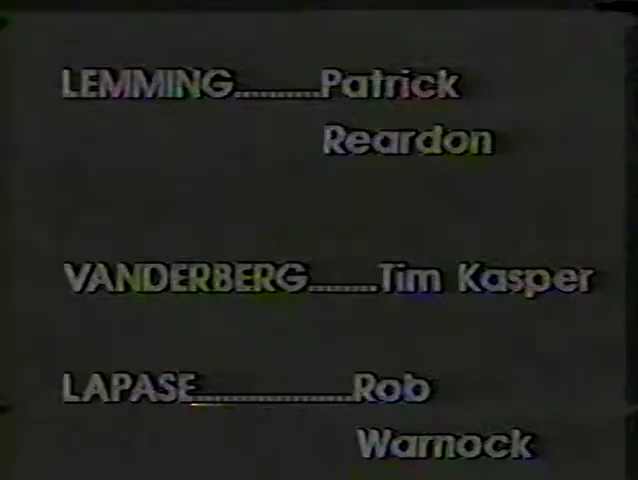 LEMMING..........Patrick
Reardon
VANDERBERG........Tim Kasper
LAPASE..................Rob
Warnock